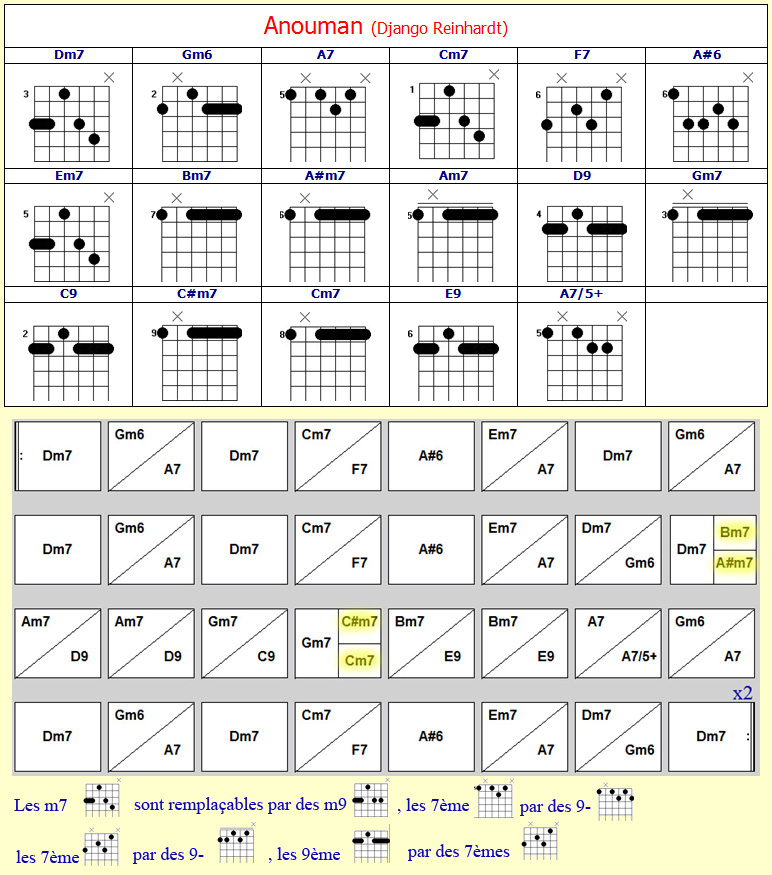 Anouman (Django Reinhardt)
Dm7 Gm6 A7 Cm7 F7 A#6
3 × 2 × 5 × × 1 × 6 × × 6 ×
Em7 Bm7 A#m7 Am7 D9 Gm7
5 × 7 × 6 × 5 × 4 3 ×
C9 C#m7 Cm7 E9 A7/5+
2 9 × 8 × 6 5 × ×
: Dm7 Gm6 A7 Dm7 Cm7 F7 A#6 Em7 A7 Dm7 Gm6 A7
Dm7 Gm6 A7 Dm7 Cm7 F7 A#6 Em7 A7 Dm7 Gm6 Dm7 Bm7 A#m7
Am7 D9 Am7 D9 Gm7 C9 Gm7 C#m7 Cm7 Bm7 E9 Bm7 E9 A7 A7/5+ Gm6 A7
x2
Dm7 Gm6 A7 Dm7 Cm7 F7 A#6 Em7 A7 Dm7 Gm6 Dm7 :
Les m7 × sont remplaçables par des m9 × , les 7ème × × par des 9- ×
les 7ème × × par des 9- × , les 9ème par des 7èmes × ×